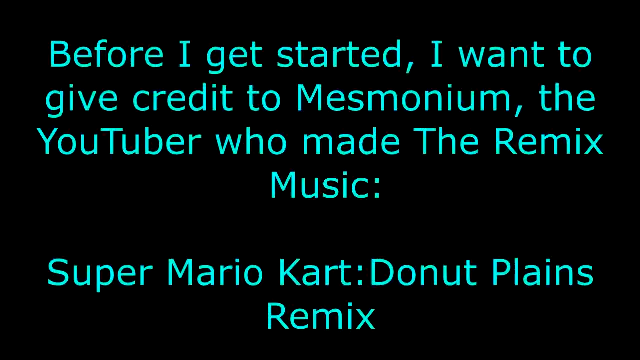 Before I get started, I want to
give credit to Mesmonium, the
YouTuber who made The Remix
Music:
Super Mario Kart:Donut Plains
Remix